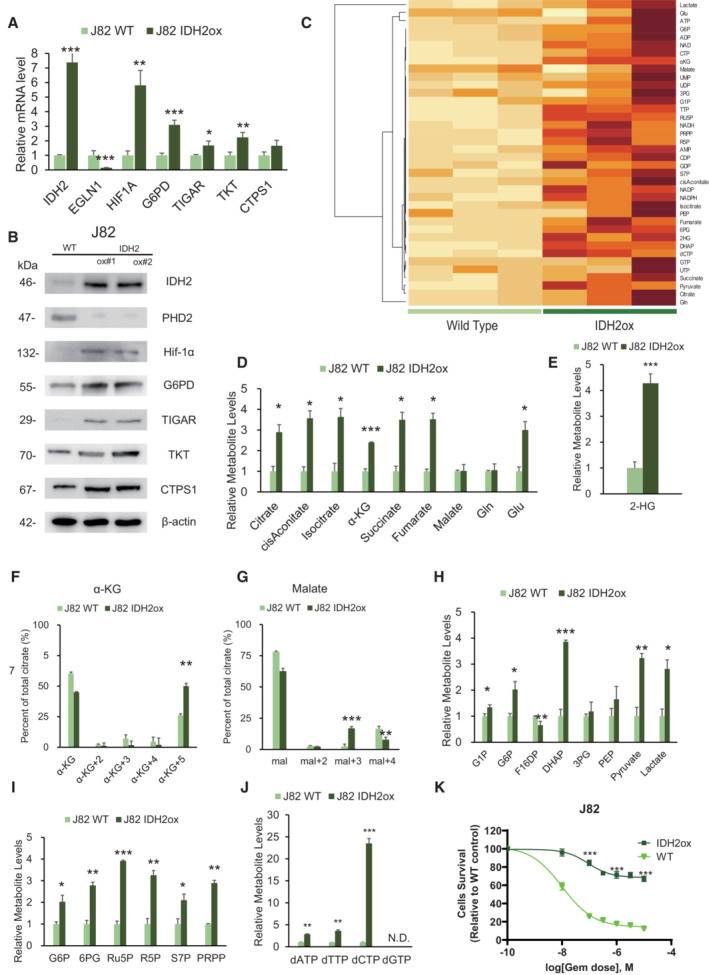 A
J82 WT J82 IDH2ox
Relative mRNA level
8
7
6
5
4
3
2
1
0
***
***
**
***
*
**
IDH2
EGLN1
HIF1A
G6PD
TIGAR
TKT
CTPS1
B
J82
WT
IDH2
kDa
ox#1
ox#2
46-
IDH2
47-
PHD2
132-
Hif-1α
55-
G6PD
29-
TIGAR
70-
TKT
67-
CTPS1
42-
β-actin
C
Lactate
Glu
ATP
G6P
ADP
NAD
CTP
αKG
Malate
UMP
UDP
3PG
G1P
TTP
RU5P
NADH
PRPP
R5P
AMP
CDP
GDP
S7P
cisAconitate
NADP
NADPH
Isocitrate
PEP
Fumarate
6PG
2HG
DHAP
dCTP
GTP
UTP
Succinate
Pyruvate
Citrate
Gln
Wild Type
IDH2ox
D
J82 WT J82 IDH2ox
Relative Metabolite Levels
5
4
3
2
1
0
*
*
*
***
*
*
*
Citrate
cisAconitate
Isocitrate
α-KG
Succinate
Fumarate
Malate
Gln
Glu
E
J82 WT J82 IDH2ox
Relative Metabolite Levels
5
4
3
2
1
0
***
2-HG
F
α-KG
J82 WT J82 IDH2ox
Percent of total citrate (%)
100
75
50
25
0
**
α-KG
α-KG+2
α-KG+3
α-KG+4
α-KG+5
7
G
Malate
J82 WT J82 IDH2ox
Percent of total citrate (%)
100
75
50
25
0
***
**
mal
mal+2
mal+3
mal+4
H
J82 WT J82 IDH2ox
Relative Metabolite Levels
5
4
3
2
1
0
*
*
**
***
**
*
G1P
G6P
F16DP
DHAP
3PG
PEP
Pyruvate
Lactate
I
J82 WT J82 IDH2ox
Relative Metabolite Levels
5
4
3
2
1
0
*
**
***
**
*
**
G6P 6PG Ru5P R5P S7P PRPP
J
J82 WT J82 IDH2ox
Relative Metabolite Levels
30
25
20
15
10
5
0
**
**
***
N.D.
dATP dTTP dCTP dGTP
K
J82
Cells Survival
(Relative to WT control)
120
100
80
60
40
20
0
***
***
***
IDH2ox
WT
-10 -9 -8 -7 -6 -5 -4
log[Gem dose], M